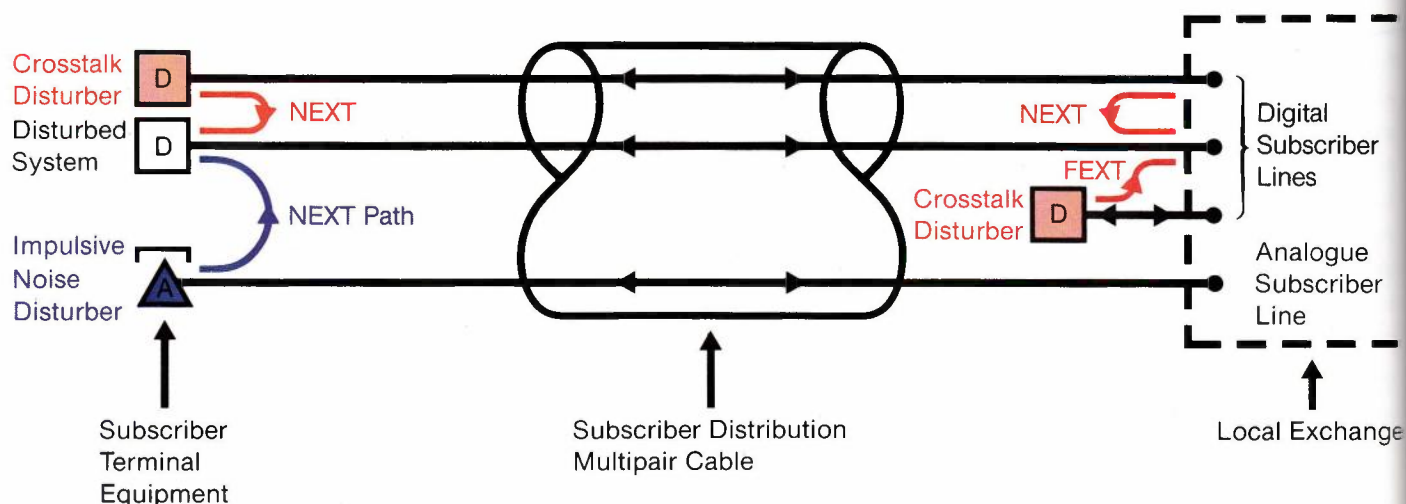 Crosstalk
Disturber
D
NEXT
Disturbed
System
D
NEXT Path
Impulsive
Noise
Disturber
A
NEXT
FEXT
Crosstalk
Disturber
D
Digital
Subscriber
Lines
Analogue
Subscriber
Line
Subscriber
Terminal
Equipment
Subscriber Distribution
Multipair Cable
Local Exchange